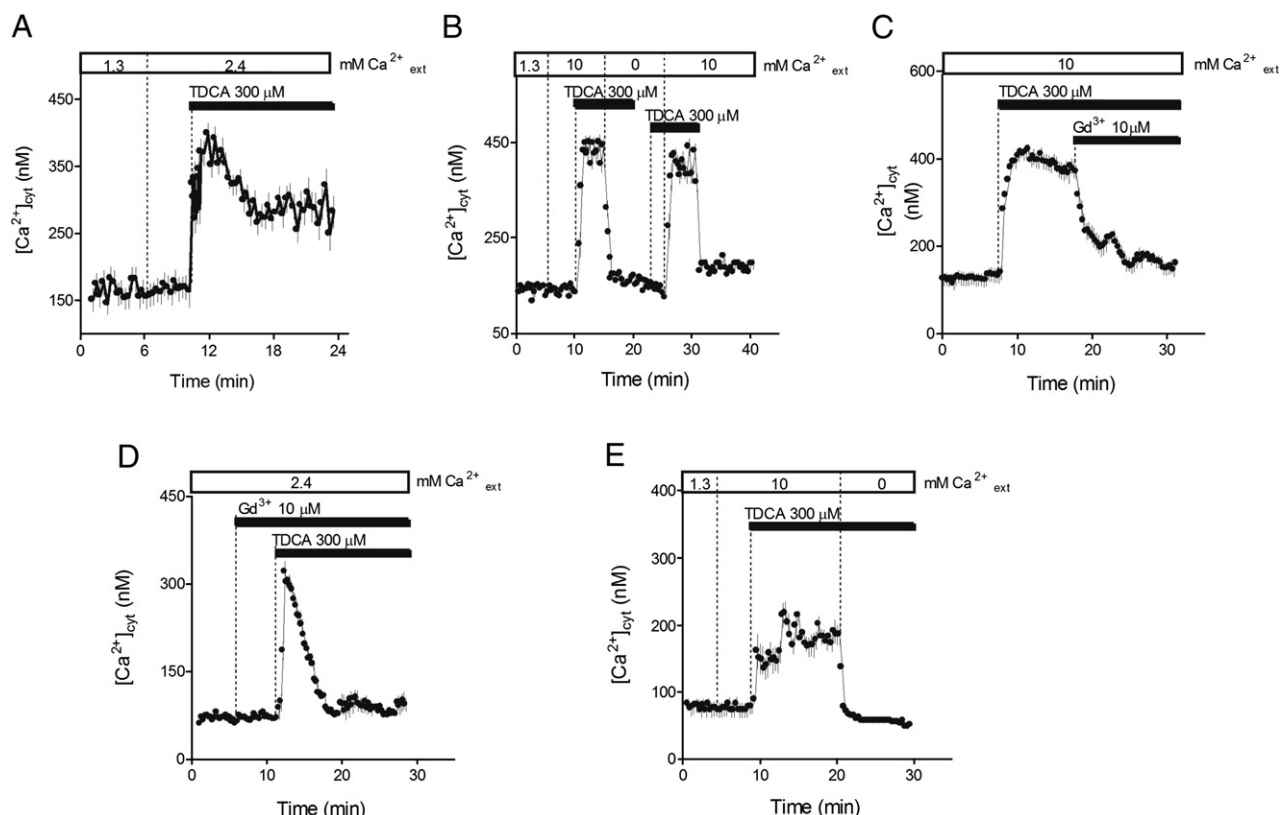 A
1.3 2.4 mM Ca²⁺ext
TDCA 300 μM
450
350
250
150
[Ca²⁺]cyt (nM)
0 6 12 18 24
Time (min)
B
1.3 10 0 10 mM Ca²⁺ext
TDCA 300 μM
TDCA 300 μM
450
250
50
[Ca²⁺]cyt (nM)
0 10 20 30 40
Time (min)
C
10 mM Ca²⁺ext
600
TDCA 300 μM
Gd³⁺ 10μM
400
200
0
[Ca²⁺]cyt
(nM)
0 10 20 30
Time (min)
D
2.4 mM Ca²⁺ext
450
Gd³⁺ 10 μM
TDCA 300 μM
300
150
0
[Ca²⁺]cyt (nM)
0 10 20 30
Time (min)
E
1.3 10 0 mM Ca²⁺ext
400
TDCA 300 μM
300
200
100
0
[Ca²⁺]cyt (nM)
0 10 20 30
Time (min)